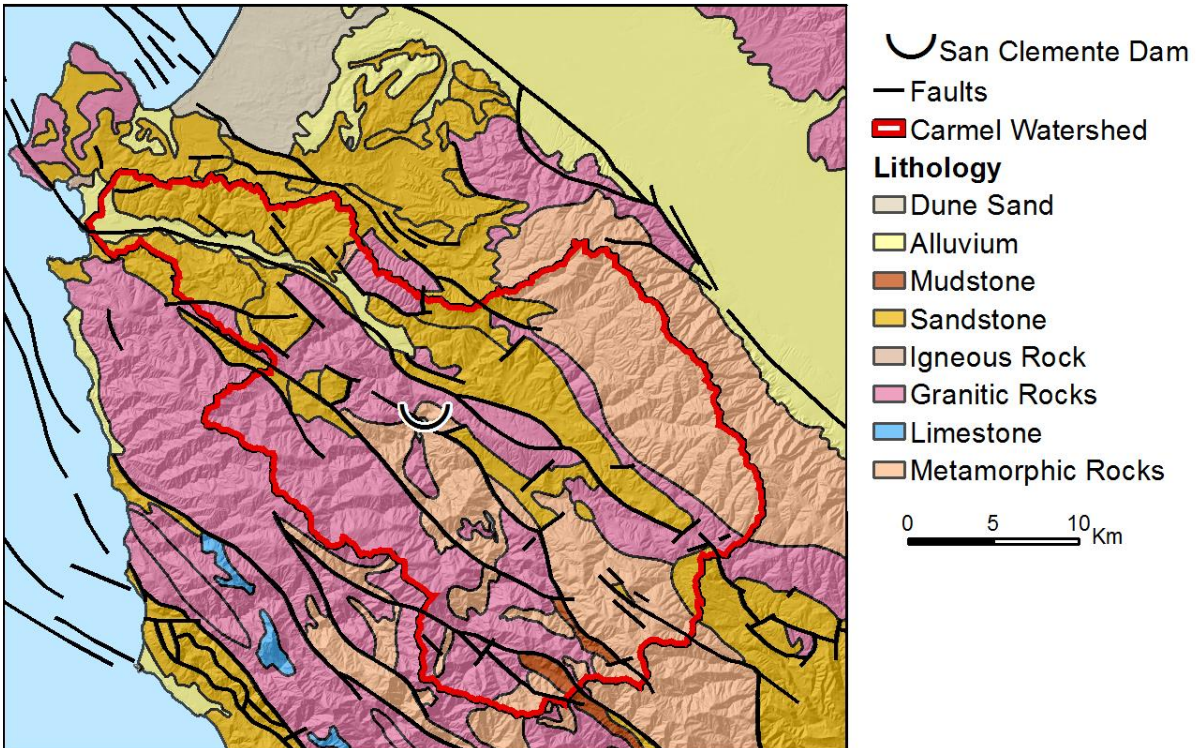 San Clemente Dam
Faults
Carmel Watershed
Lithology
Dune Sand
Alluvium
Mudstone
Sandstone
Igneous Rock
Granitic Rocks
Limestone
Metamorphic Rocks
0 5 10 Km